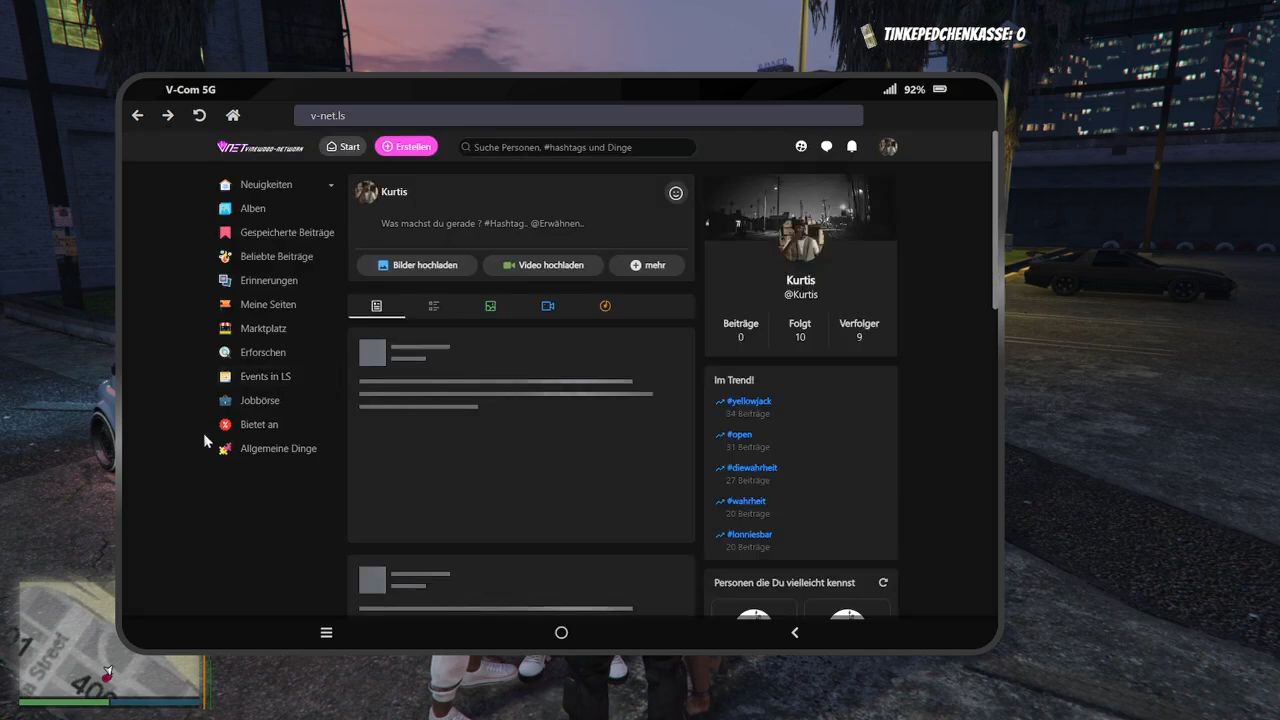 TINKEPEDCHENKASSE: 0
V-Com 5G
92%
v-net.ls
VNET VINEWOOD-NETWORK
Start
Erstellen
Suche Personen, #hashtags und Dinge
Neuigkeiten
Alben
Gespeicherte Beiträge
Beliebte Beiträge
Erinnerungen
Meine Seiten
Marktplatz
Erforschen
Events in LS
Jobbörse
Bietet an
Allgemeine Dinge
Kurtis
Was machst du gerade ? #Hashtag.. @Erwähnen..
Bilder hochladen
Video hochladen
mehr
Kurtis
@Kurtis
Beiträge Folgt Verfolger
0 10 9
Im Trend!
#yellowjack
34 Beiträge
#open
31 Beiträge
#diewahrheit
27 Beiträge
#wahrheit
20 Beiträge
#lonniesbar
20 Beiträge
Personen die Du vielleicht kennst